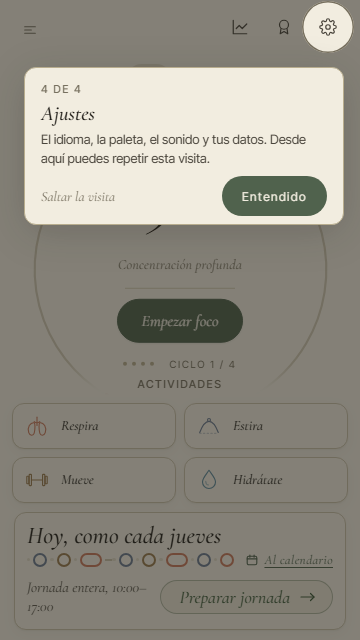 4 DE 4
Ajustes
El idioma, la paleta, el sonido y tus datos. Desde
aquí puedes repetir esta visita.
Saltar la visita
Entendido
Concentración profunda
Empezar foco
CICLO 1 / 4
ACTIVIDADES
Respira
Estira
Mueve
Hidrátate
Hoy, como cada jueves
Al calendario
Jornada entera, 10:00–
17:00
Preparar jornada →